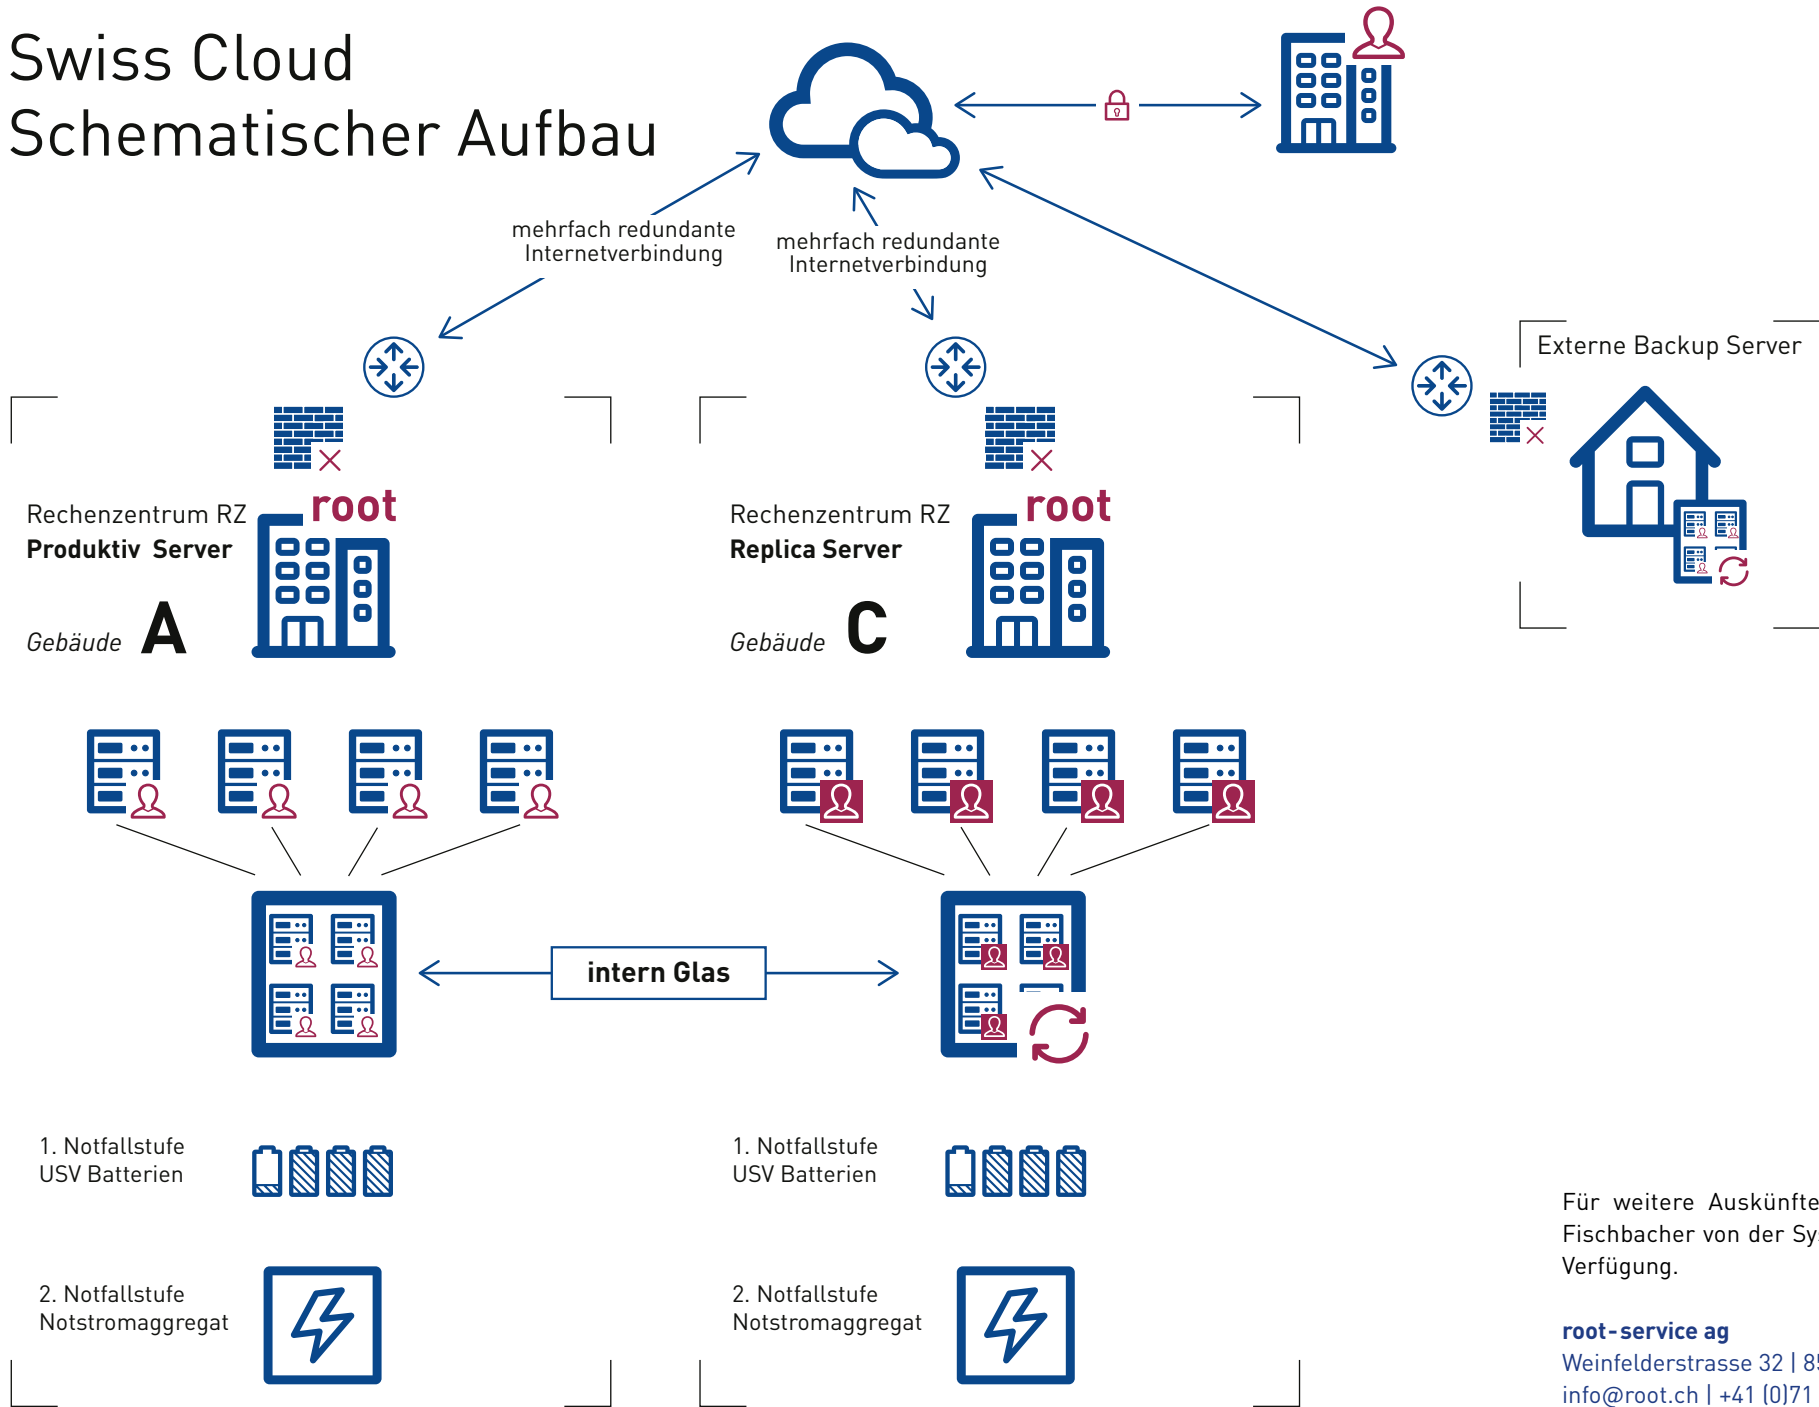 Swiss Cloud
Schematischer Aufbau
mehrfach redundante
Internetverbindung
mehrfach redundante
Internetverbindung
Externe Backup Server
root
Rechenzentrum RZ
Produktiv Server
Gebäude A
root
Rechenzentrum RZ
Replica Server
Gebäude C
intern Glas
1. Notfallstufe
USV Batterien
1. Notfallstufe
USV Batterien
2. Notfallstufe
Notstromaggregat
2. Notfallstufe
Notstromaggregat
Für weitere Auskünfte
Fischbacher von der
Verfügung.
root-service ag
Weinfelderstrasse 32 |
info@root.ch | +41 (0)71